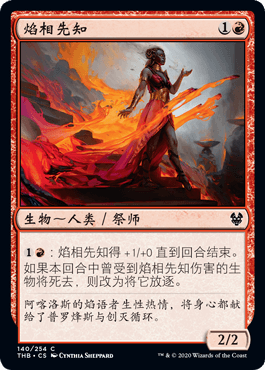 焰相先知 1
生物～人类／祭师
1 : 焰相先知得+1/+0直到回合结束。
如果本回合中曾受到焰相先知伤害的生
物将死去，则改为将它放逐。
阿喀洛斯的焰语者生性热情，将身心都献
给了普罗烽斯与创灭循环。
2/2
140/254 C
THB • CS CYNTHIA SHEPPARD
™ & © 2020 Wizards of the Coast